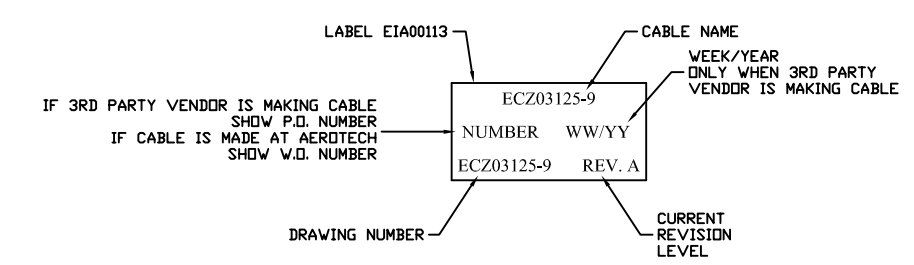 LABEL EIA00113
CABLE NAME
WEEK/YEAR
ONLY WHEN 3RD PARTY
VENDOR IS MAKING CABLE
ECZ03125-9
IF 3RD PARTY VENDOR IS MAKING CABLE
SHOW P.O. NUMBER
IF CABLE IS MADE AT AEROTECH
SHOW W.O. NUMBER
NUMBER WW/YY
ECZ03125-9 REV. A
DRAWING NUMBER
CURRENT
REVISION
LEVEL